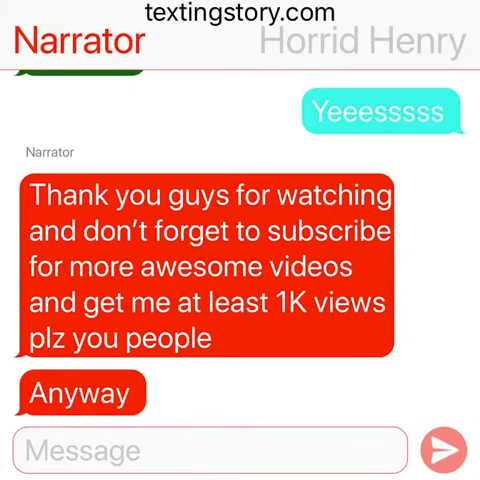 textingstory.com
Narrator Horrid Henry
Yeeesssss
Narrator
Thank you guys for watching
and don’t forget to subscribe
for more awesome videos
and get me at least 1K views
plz you people
Anyway
Message